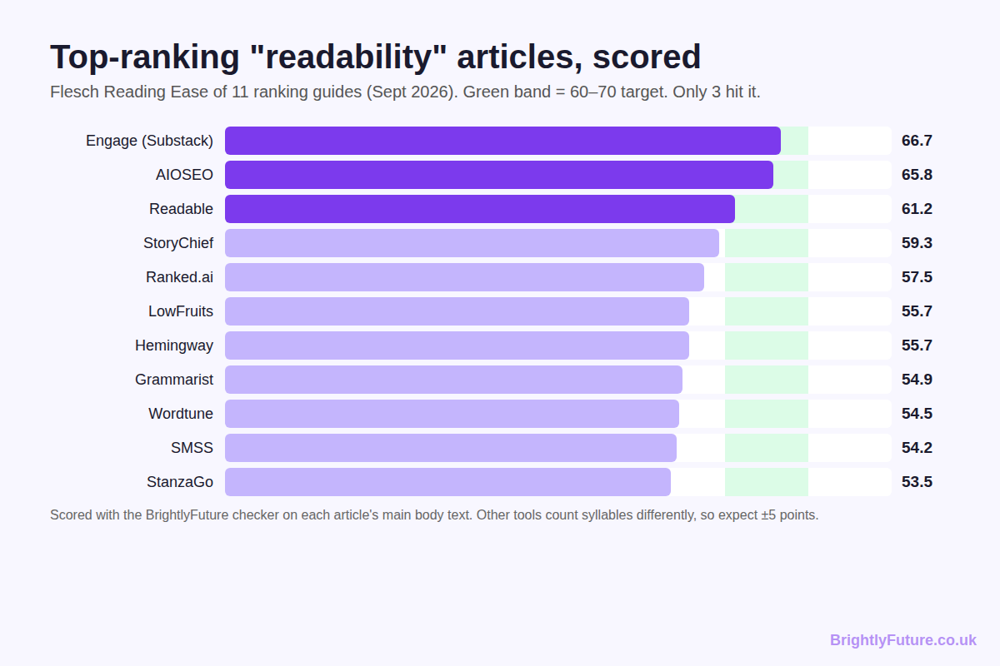 Top-ranking "readability" articles, scored
Flesch Reading Ease of 11 ranking guides (Sept 2026). Green band = 60–70 target. Only 3 hit it.
Engage (Substack) 66.7
AIOSEO 65.8
Readable 61.2
StoryChief 59.3
Ranked.ai 57.5
LowFruits 55.7
Hemingway 55.7
Grammarist 54.9
Wordtune 54.5
SMSS 54.2
StanzaGo 53.5
Scored with the BrightlyFuture checker on each article's main body text. Other tools count syllables differently, so expect ±5 points.
BrightlyFuture.co.uk